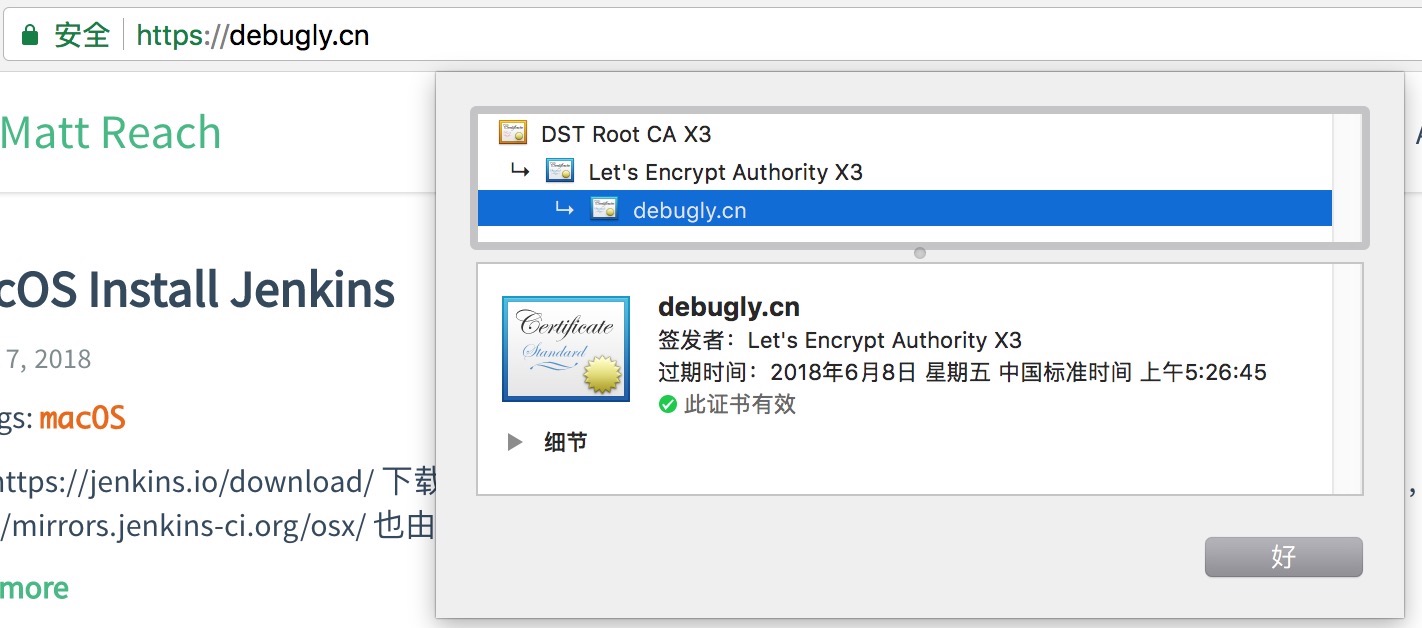 安全 https://debugly.cn
Matt Reach
DST Root CA X3
Let's Encrypt Authority X3
debugly.cn
cOS Install Jenkins
7, 2018
gs: macOS
ttps://jenkins.io/download/ 下载
/mirrors.jenkins-ci.org/osx/ 也由
more
Certificate
Standard
debugly.cn
签发者：Let's Encrypt Authority X3
过期时间：2018年6月8日 星期五 中国标准时间 上午5:26:45
此证书有效
细节
好